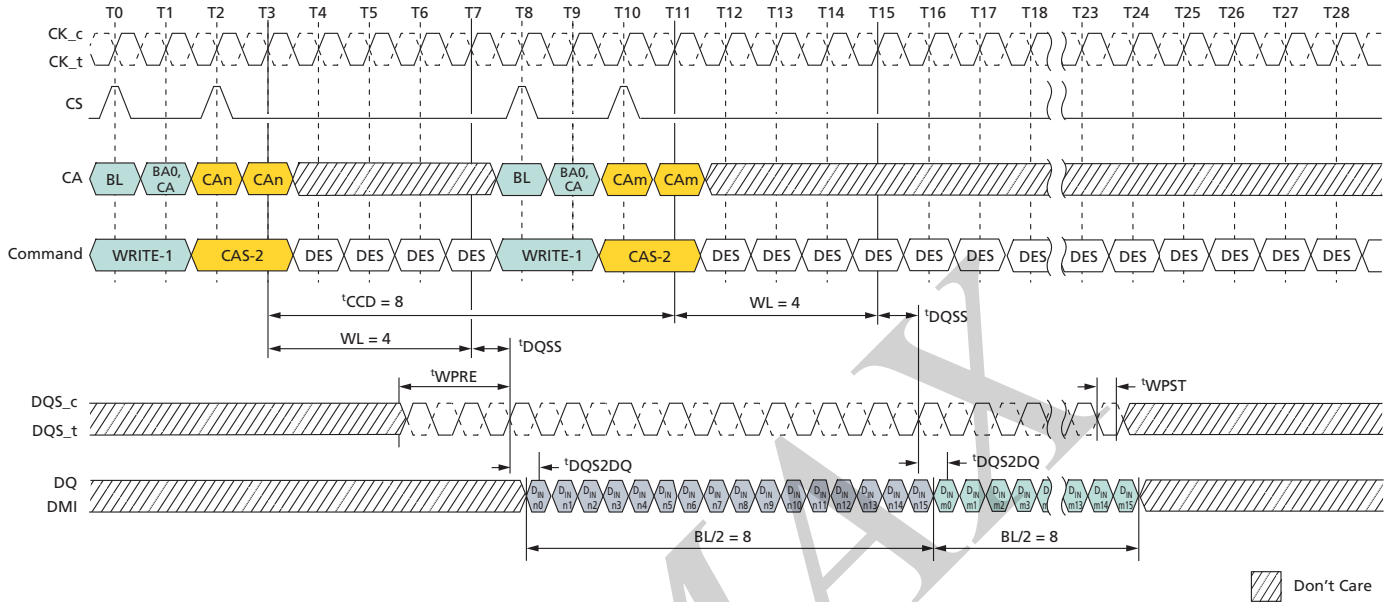 T0 T1 T2 T3 T4 T5 T6 T7 T8 T9 T10 T11 T12 T13 T14 T15 T16 T17 T18 T23 T24 T25 T26 T27 T28
CK_c
CK_t
CS
CA BL BA0, CA CAn CAn BL BA0, CA CAm CAm
Command WRITE-1 CAS-2 DES DES DES DES WRITE-1 CAS-2 DES DES DES DES DES DES DES DES DES DES DES DES DES
tCCD = 8 WL = 4 tDQSS
WL = 4 tDQSS
tWPRE tWPST
DQS_c
DQS_t
tDQS2DQ tDQS2DQ
DQ DIN DIN DIN DIN DIN DIN DIN DIN DIN DIN DIN DIN DIN DIN DIN DIN DIN DIN DIN DIN DIN DIN DIN
DMI n0 n1 n2 n3 n4 n5 n6 n7 n8 n9 n10 n11 n12 n13 n14 n15 m0 m1 m2 m3 m13 m14 m15
BL/2 = 8 BL/2 = 8
Don't Care